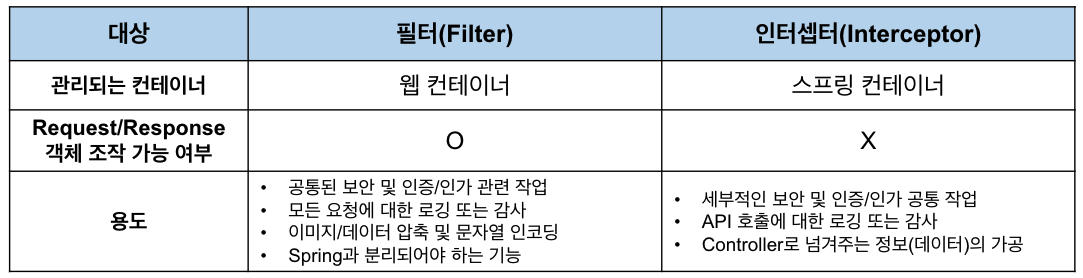 대상
필터(Filter)
인터셉터(Interceptor)
관리되는 컨테이너
웹 컨테이너
스프링 컨테이너
Request/Response
객체 조작 가능 여부
O
X
용도
• 공통된 보안 및 인증/인가 관련 작업
• 모든 요청에 대한 로깅 또는 감사
• 이미지/데이터 압축 및 문자열 인코딩
• Spring과 분리되어야 하는 기능
• 세부적인 보안 및 인증/인가 공통 작업
• API 호출에 대한 로깅 또는 감사
• Controller로 넘겨주는 정보(데이터)의 가공